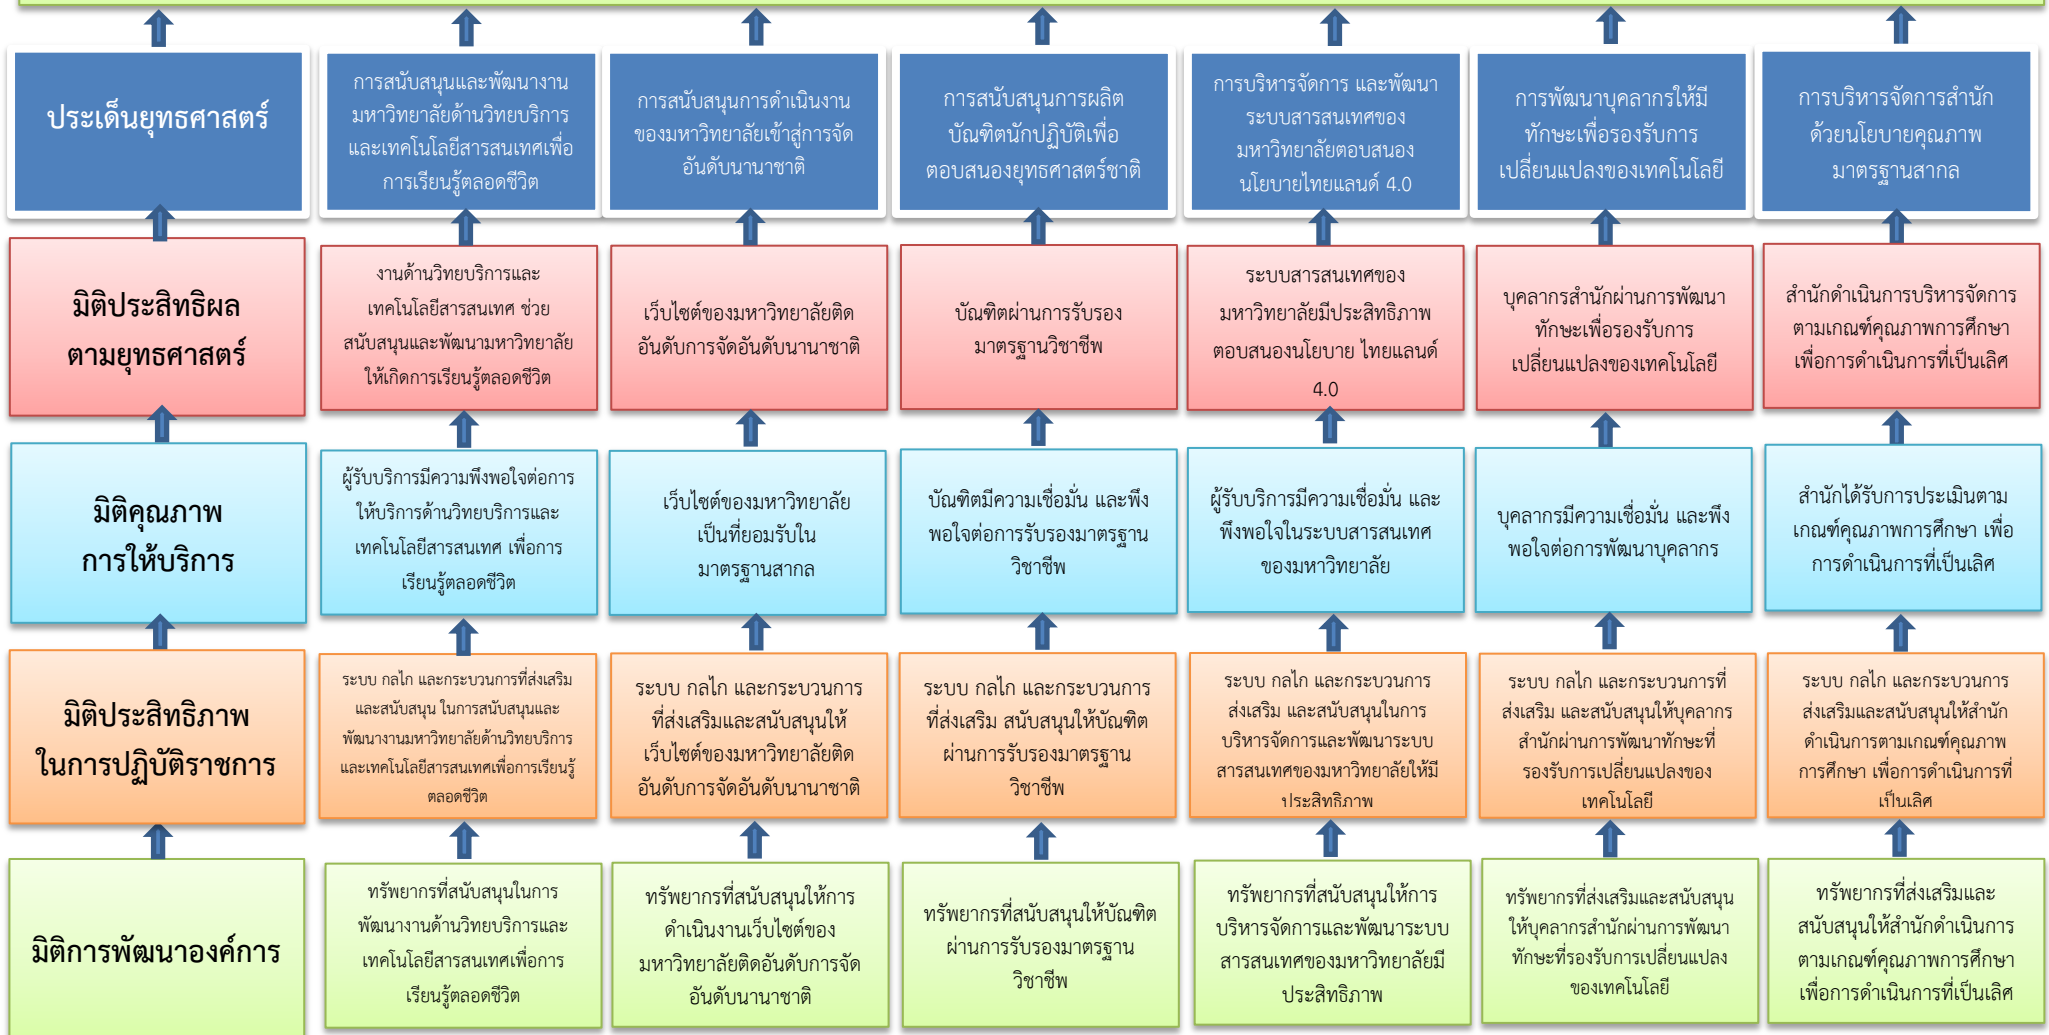 ประเด็นยุทธศาสตร์
การสนับสนุนและพัฒนางาน
มหาวิทยาลัยด้านวิทยบริการ
และเทคโนโลยีสารสนเทศเพื่อ
การเรียนรู้ตลอดชีวิต
การสนับสนุนการดำเนินงาน
ของมหาวิทยาลัยเข้าสู่การจัด
อันดับนานาชาติ
การสนับสนุนการผลิต
บัณฑิตนักปฏิบัติเพื่อ
ตอบสนองยุทธศาสตร์ชาติ
การบริหารจัดการ และพัฒนา
ระบบสารสนเทศของ
มหาวิทยาลัยตอบสนอง
นโยบายไทยแลนด์ 4.0
การพัฒนาบุคลากรให้มี
ทักษะเพื่อรองรับการ
เปลี่ยนแปลงของเทคโนโลยี
การบริหารจัดการสำนัก
ด้วยนโยบายคุณภาพ
มาตรฐานสากล
มิติประสิทธิผล
ตามยุทธศาสตร์
งานด้านวิทยบริการและ
เทคโนโลยีสารสนเทศ ช่วย
สนับสนุนและพัฒนามหาวิทยาลัย
ให้เกิดการเรียนรู้ตลอดชีวิต
เว็บไซต์ของมหาวิทยาลัยติด
อันดับการจัดอันดับนานาชาติ
บัณฑิตผ่านการรับรอง
มาตรฐานวิชาชีพ
ระบบสารสนเทศของ
มหาวิทยาลัยมีประสิทธิภาพ
ตอบสนองนโยบาย ไทยแลนด์
4.0
บุคลากรสำนักผ่านการพัฒนา
ทักษะเพื่อรองรับการ
เปลี่ยนแปลงของเทคโนโลยี
สำนักดำเนินการบริหารจัดการ
ตามเกณฑ์คุณภาพการศึกษา
เพื่อการดำเนินการที่เป็นเลิศ
มิติคุณภาพ
การให้บริการ
ผู้รับบริการมีความพึงพอใจต่อการ
ให้บริการด้านวิทยบริการและ
เทคโนโลยีสารสนเทศ เพื่อการ
เรียนรู้ตลอดชีวิต
เว็บไซต์ของมหาวิทยาลัย
เป็นที่ยอมรับใน
มาตรฐานสากล
บัณฑิตมีความเชื่อมั่น และพึง
พอใจต่อการรับรองมาตรฐาน
วิชาชีพ
ผู้รับบริการมีความเชื่อมั่น และ
พึงพอใจในระบบสารสนเทศ
ของมหาวิทยาลัย
บุคลากรมีความเชื่อมั่น และพึง
พอใจต่อการพัฒนาบุคลากร
สำนักได้รับการประเมินตาม
เกณฑ์คุณภาพการศึกษา เพื่อ
การดำเนินการที่เป็นเลิศ
มิติประสิทธิภาพ
ในการปฏิบัติราชการ
ระบบ กลไก และกระบวนการที่ส่งเสริม
และสนับสนุน ในการสนับสนุนและ
พัฒนางานมหาวิทยาลัยด้านวิทยบริการ
และเทคโนโลยีสารสนเทศเพื่อการเรียนรู้
ตลอดชีวิต
ระบบ กลไก และกระบวนการ
ที่ส่งเสริมและสนับสนุนให้
เว็บไซต์ของมหาวิทยาลัยติด
อันดับการจัดอันดับนานาชาติ
ระบบ กลไก และกระบวนการ
ที่ส่งเสริม สนับสนุนให้บัณฑิต
ผ่านการรับรองมาตรฐาน
วิชาชีพ
ระบบ กลไก และกระบวนการ
ส่งเสริม และสนับสนุนในการ
บริหารจัดการและพัฒนาระบบ
สารสนเทศของมหาวิทยาลัยให้มี
ประสิทธิภาพ
ระบบ กลไก และกระบวนการที่
ส่งเสริม และสนับสนุนให้บุคลากร
สำนักผ่านการพัฒนาทักษะที่
รองรับการเปลี่ยนแปลงของ
เทคโนโลยี
ระบบ กลไก และกระบวนการ
ส่งเสริมและสนับสนุนให้สำนัก
ดำเนินการตามเกณฑ์คุณภาพ
การศึกษา เพื่อการดำเนินการที่
เป็นเลิศ
มิติการพัฒนาองค์การ
ทรัพยากรที่สนับสนุนในการ
พัฒนางานด้านวิทยบริการและ
เทคโนโลยีสารสนเทศเพื่อการ
เรียนรู้ตลอดชีวิต
ทรัพยากรที่สนับสนุนให้การ
ดำเนินงานเว็บไซต์ของ
มหาวิทยาลัยติดอันดับการจัด
อันดับนานาชาติ
ทรัพยากรที่สนับสนุนให้บัณฑิต
ผ่านการรับรองมาตรฐาน
วิชาชีพ
ทรัพยากรที่สนับสนุนให้การ
บริหารจัดการและพัฒนาระบบ
สารสนเทศของมหาวิทยาลัยมี
ประสิทธิภาพ
ทรัพยากรที่ส่งเสริมและสนับสนุน
ให้บุคลากรสำนักผ่านการพัฒนา
ทักษะที่รองรับการเปลี่ยนแปลง
ของเทคโนโลยี
ทรัพยากรที่ส่งเสริมและ
สนับสนุนให้สำนักดำเนินการ
ตามเกณฑ์คุณภาพการศึกษา
เพื่อการดำเนินการที่เป็นเลิศ